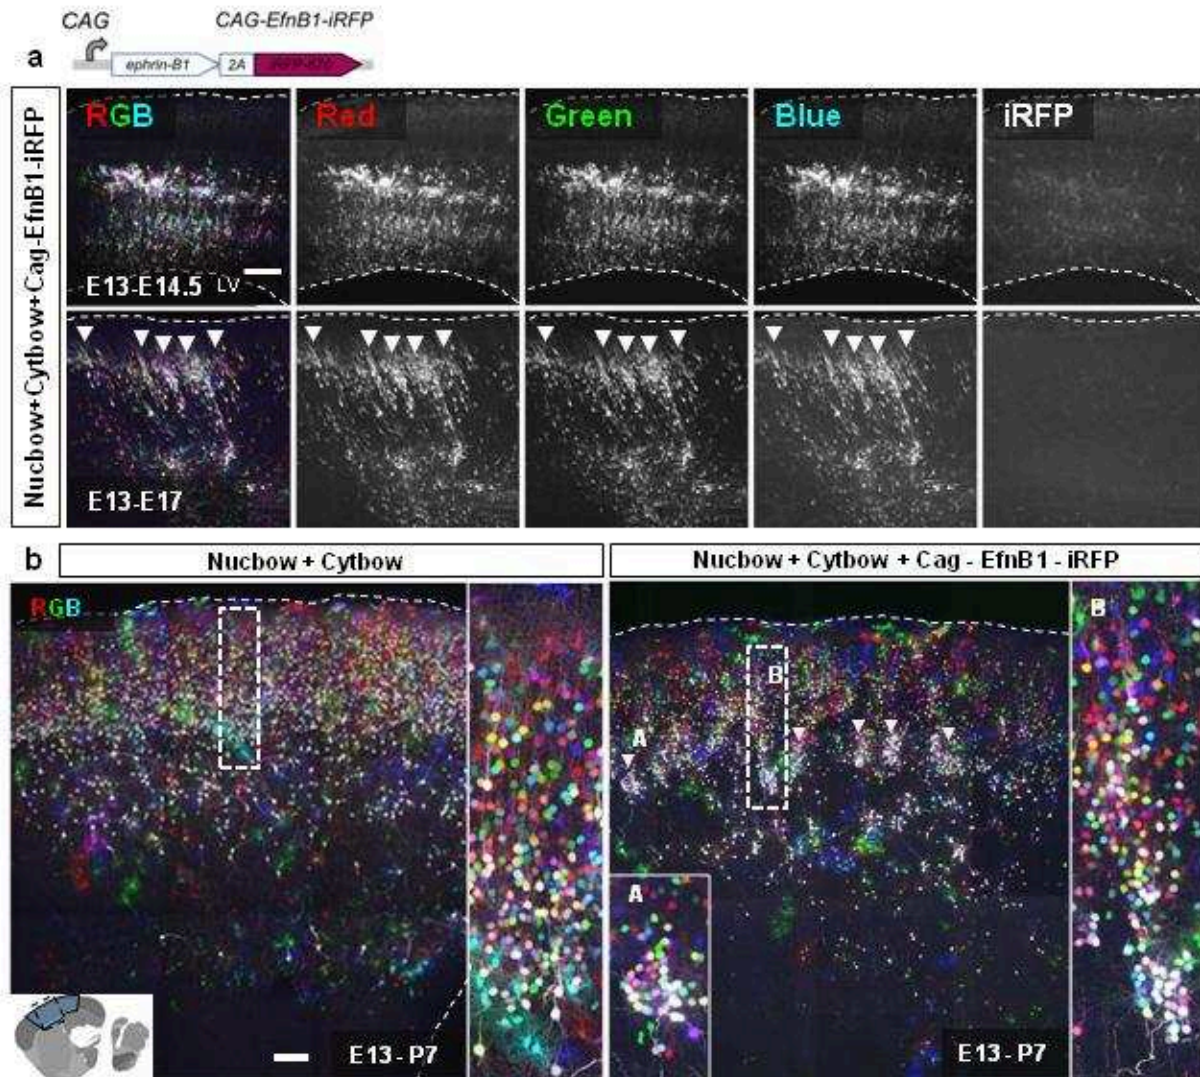 CAG CAG-EfnB1-iRFP
a
ephrin-B1 2A
Nucbow+Cytbow+Cag-EfnB1-iRFP
RGB Red Green Blue iRFP
E13-E14.5 LV
E13-E17
b Nucbow + Cytbow Nucbow + Cytbow + Cag - EfnB1 - iRFP
RGB B
B
A
A
E13 - P7 E13 - P7